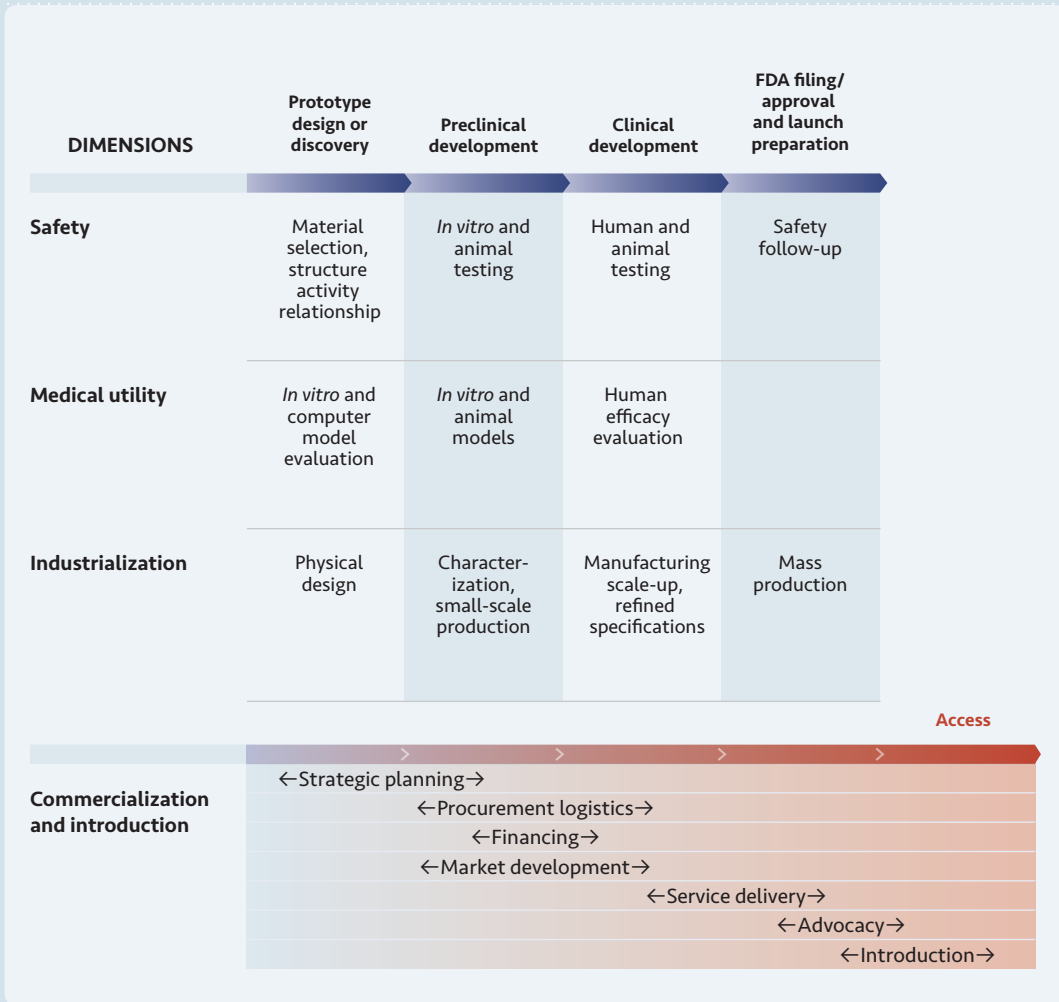 DIMENSIONS
Prototype
design or
discovery
Preclinical
development
Clinical
development
FDA filing/
approval
and launch
preparation
Safety
Material
selection,
structure
activity
relationship
In vitro and
animal
testing
Human and
animal
testing
Safety
follow-up
Medical utility
In vitro and
computer
model
evaluation
In vitro and
animal
models
Human
efficacy
evaluation
Industrialization
Physical
design
Character-
ization,
small-scale
production
Manufacturing
scale-up,
refined
specifications
Mass
production
Access
Commercialization
and introduction
←Strategic planning→
←Procurement logistics→
←Financing→
←Market development→
←Service delivery→
←Advocacy→
←Introduction→